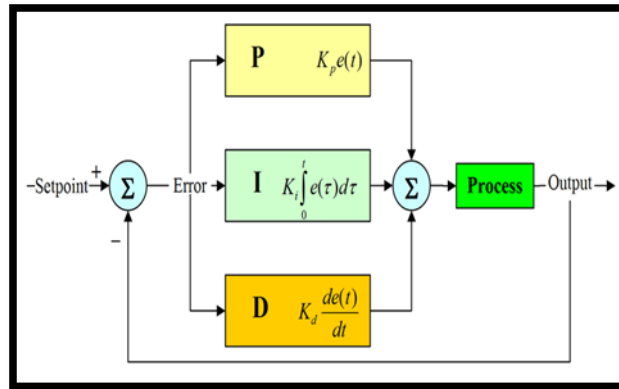 P K_p e(t)
+
–Setpoint Σ Error I K_i ∫_0^t e(τ)dτ Σ Process Output
–
D K_d de(t)/dt